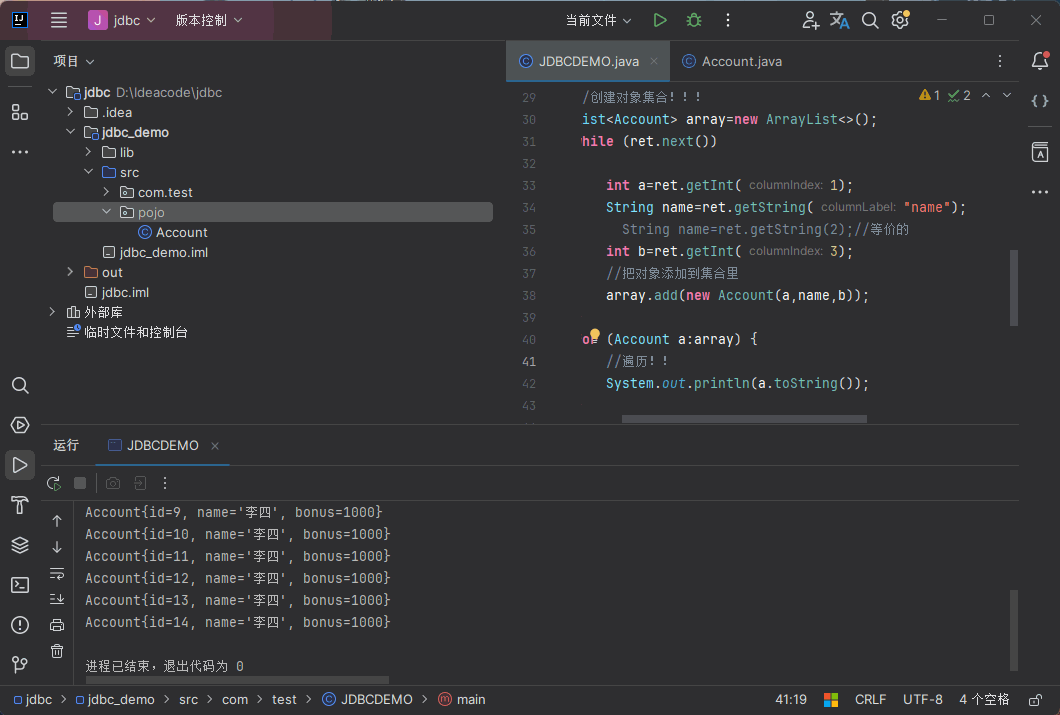 J jdbc 版本控制 当前文件
项目
jdbc D:\Ideacode\jdbc
.idea
jdbc_demo
lib
src
com.test
pojo
Account
jdbc_demo.iml
out
jdbc.iml
外部库
临时文件和控制台
JDBCDEMO.java Account.java
1 2
29 /创建对象集合!!!
30 ist<Account> array=new ArrayList<>();
31 hile (ret.next())
32
33 int a=ret.getInt( columnIndex: 1);
34 String name=ret.getString( columnLabel: "name");
35 String name=ret.getString(2);//等价的
36 int b=ret.getInt( columnIndex: 3);
37 //把对象添加到集合里
38 array.add(new Account(a,name,b));
39
40 o (Account a:array) {
41 //遍历!!
42 System.out.println(a.toString());
43
运行 JDBCDEMO
Account{id=9, name='李四', bonus=1000}
Account{id=10, name='李四', bonus=1000}
Account{id=11, name='李四', bonus=1000}
Account{id=12, name='李四', bonus=1000}
Account{id=13, name='李四', bonus=1000}
Account{id=14, name='李四', bonus=1000}
进程已结束,退出代码为 0
jdbc jdbc_demo src com test JDBCDEMO main 41:19 CRLF UTF-8 4 个空格